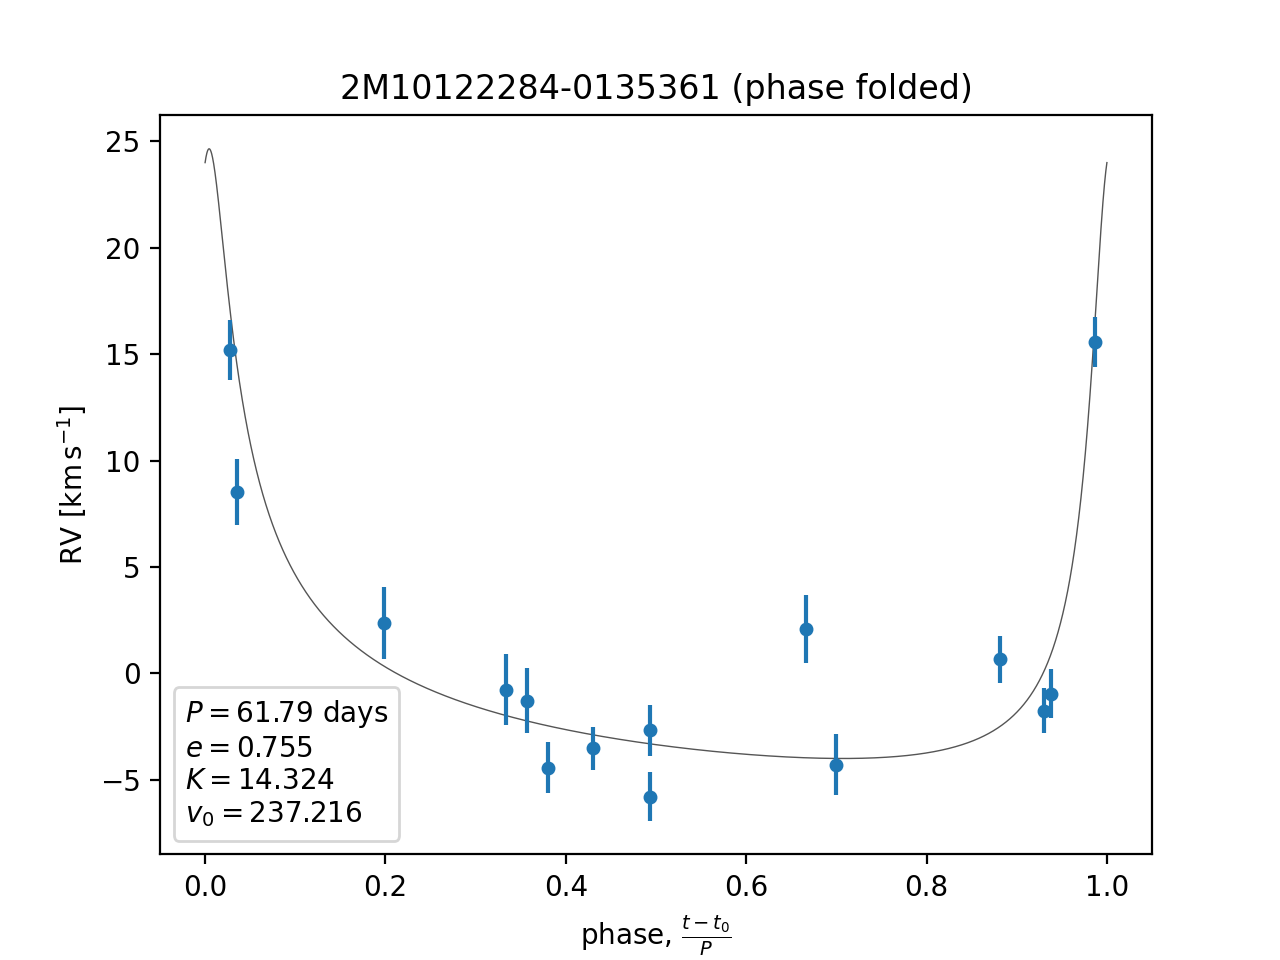 2M10122284-0135361 (phase folded)
RV [km s⁻¹]
25
20
15
10
5
0
−5
P = 61.79 days
e = 0.755
K = 14.324
v₀ = 237.216
0.0 0.2 0.4 0.6 0.8 1.0
phase, (t − t₀)/P